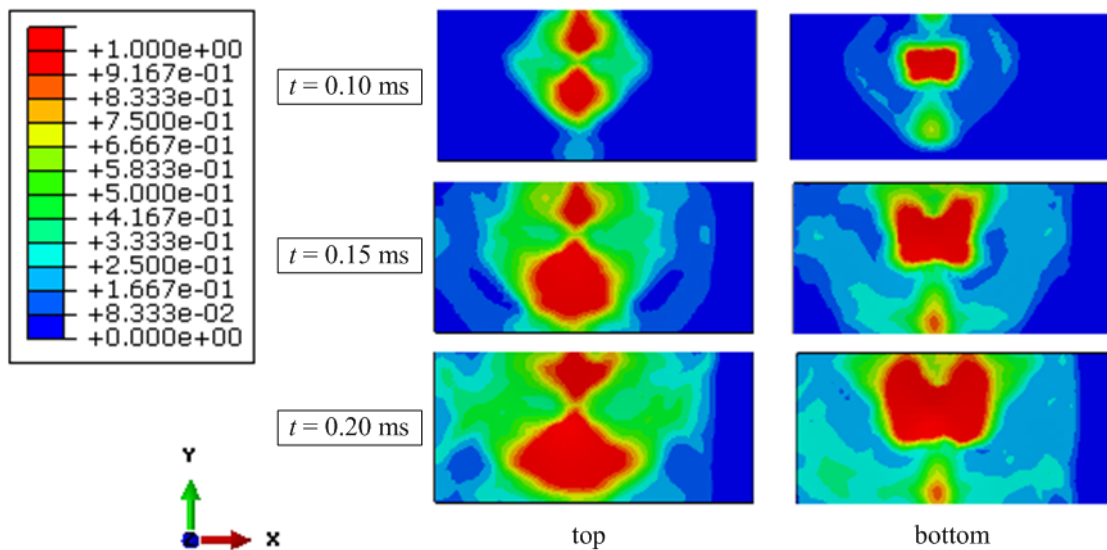 +1.000e+00
+9.167e-01
+8.333e-01
+7.500e-01
+6.667e-01
+5.833e-01
+5.000e-01
+4.167e-01
+3.333e-01
+2.500e-01
+1.667e-01
+8.333e-02
+0.000e+00
t = 0.10 ms
t = 0.15 ms
t = 0.20 ms
Y
X
top
bottom